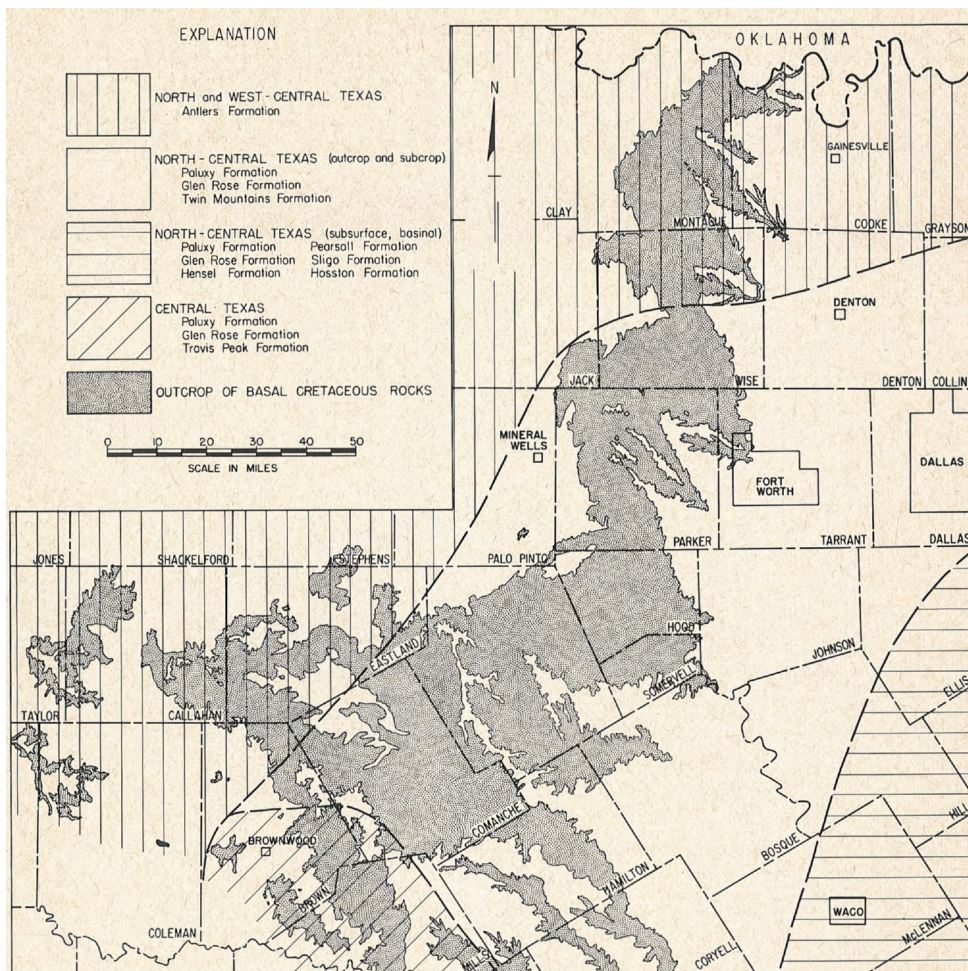 EXPLANATION
NORTH and WEST-CENTRAL TEXAS
Antlers Formation
NORTH-CENTRAL TEXAS (outcrop and subcrop)
Paluxy Formation
Glen Rose Formation
Twin Mountains Formation
NORTH-CENTRAL TEXAS (subsurface, basinal)
Paluxy Formation Pearsall Formation
Glen Rose Formation Sligo Formation
Hensel Formation Hosston Formation
CENTRAL TEXAS
Paluxy Formation
Glen Rose Formation
Travis Peak Formation
OUTCROP OF BASAL CRETACEOUS ROCKS
0 10 20 30 40 50
SCALE IN MILES
N
OKLAHOMA
GAINESVILLE
CLAY
MONTAGUE
COOKE
GRAYSON
DENTON
JACK
WISE
DENTON
COLLIN
MINERAL
WELLS
FORT
WORTH
DALLAS
PARKER
TARRANT
DALLAS
JONES
SHACKELFORD
STEPHENS
PALO PINTO
EASTLAND
HOOD
JOHNSON
SOMERVELL
ELLIS
TAYLOR
CALLAHAN
COMANCHE
BOSQUE
HILL
BROWNWOOD
BROWN
HAMILTON
WACO
McLENNAN
COLEMAN
MILLS
CORYELL